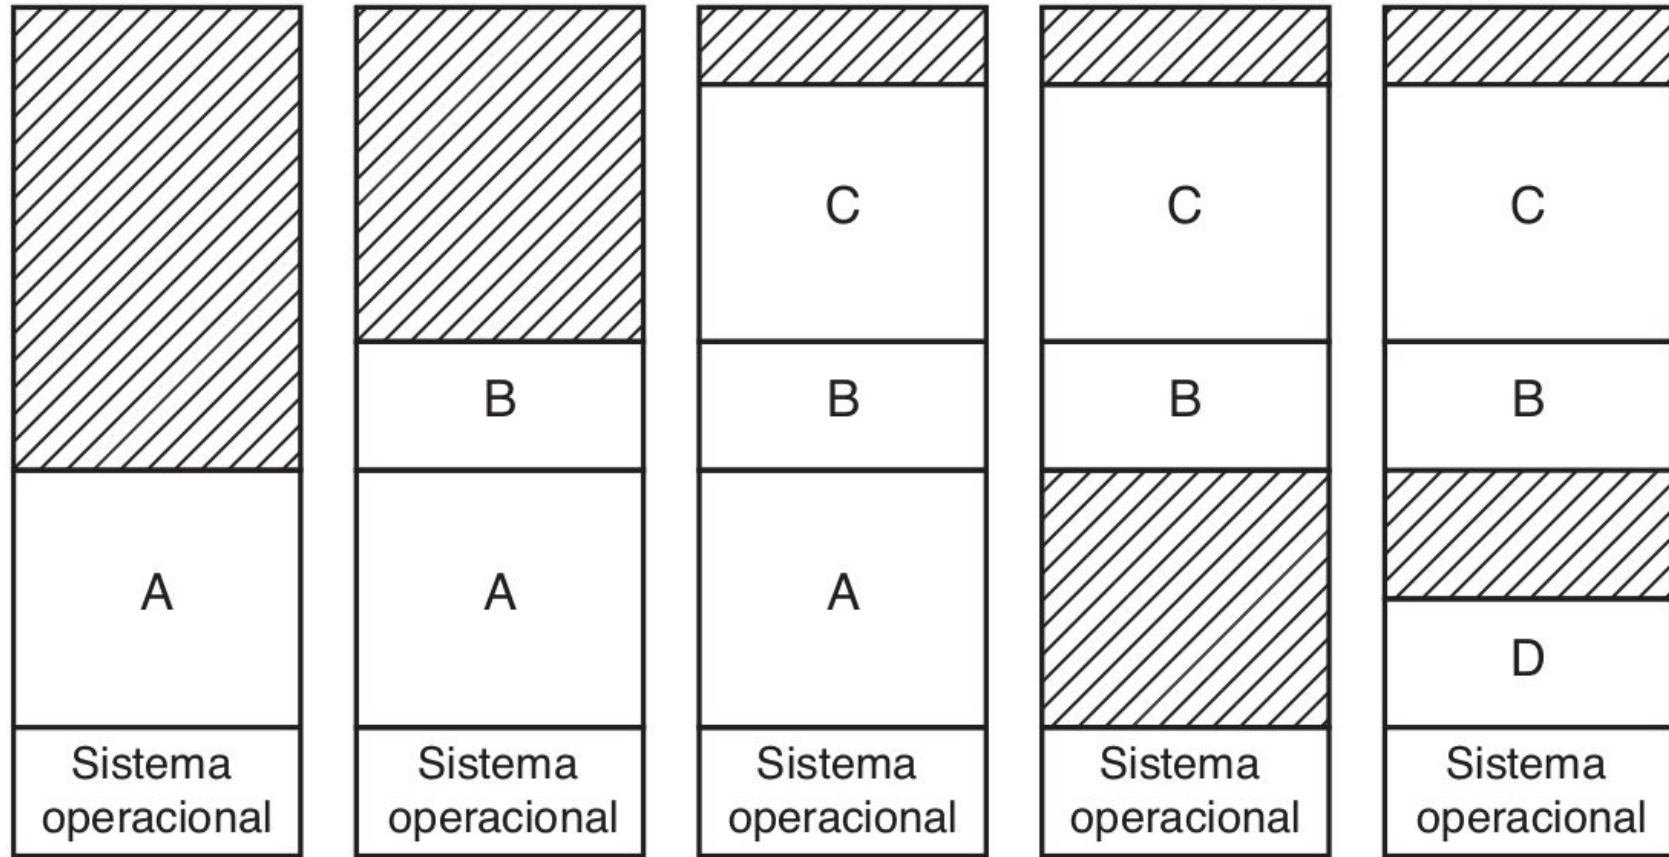 A
Sistema
operacional
B
A
Sistema
operacional
C
B
A
Sistema
operacional
C
B
Sistema
operacional
C
B
D
Sistema
operacional